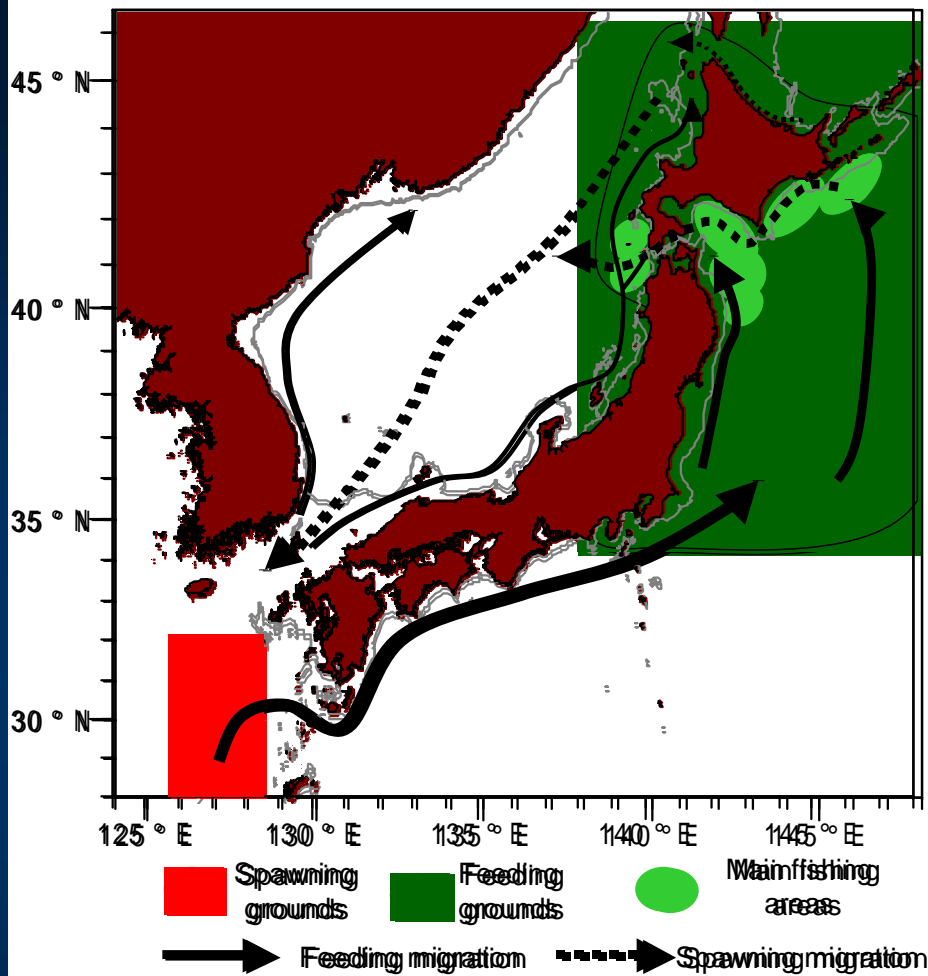 45 °N
40 °N
35 °N
30 °N
125 °E 130 °E 135 °E 140 °E 145 °E
Spawning grounds
Feeding grounds
Main fishing areas
Feeding migration
Spawning migration